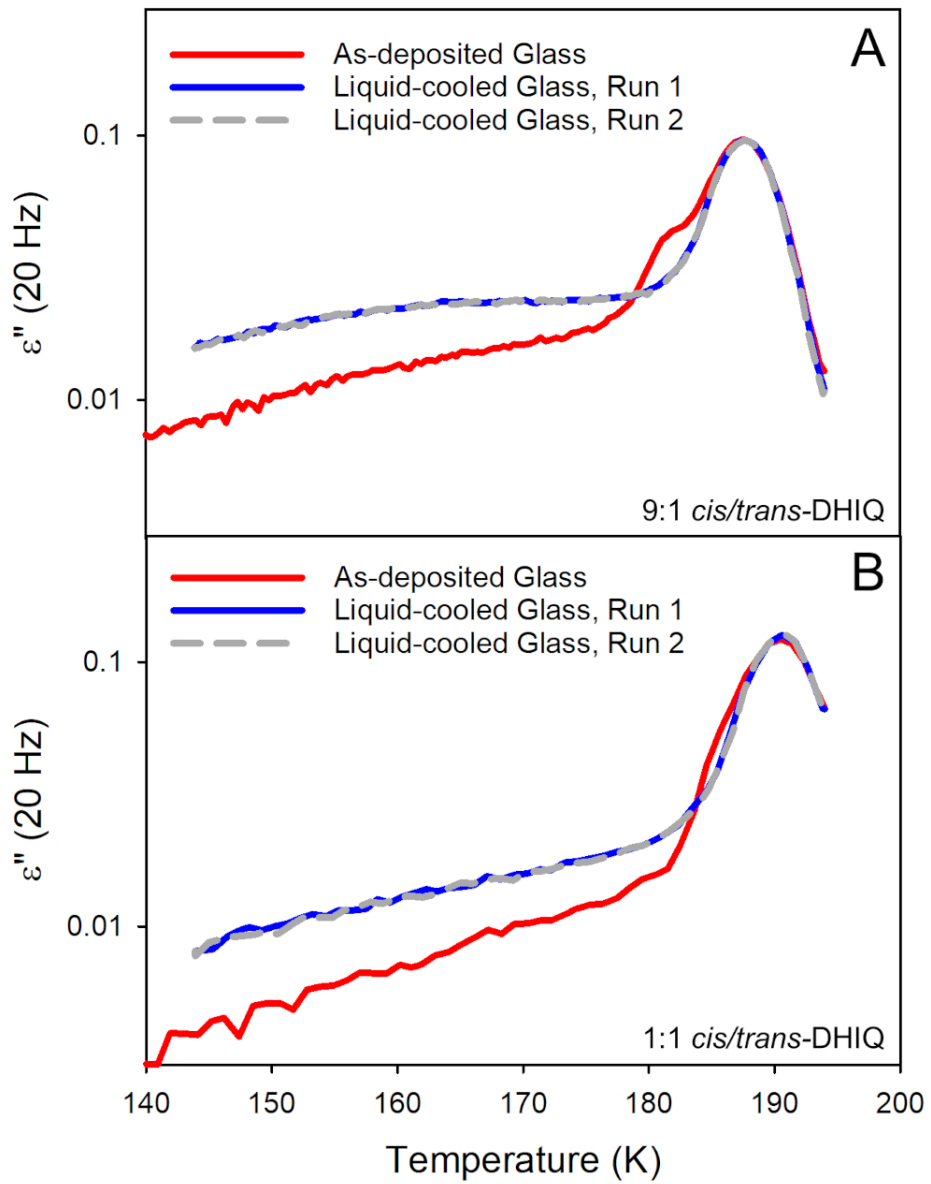 A
As-deposited Glass
Liquid-cooled Glass, Run 1
Liquid-cooled Glass, Run 2
0.1
ε" (20 Hz)
0.01
9:1 cis/trans-DHIQ
B
As-deposited Glass
Liquid-cooled Glass, Run 1
Liquid-cooled Glass, Run 2
0.1
ε" (20 Hz)
0.01
1:1 cis/trans-DHIQ
140 150 160 170 180 190 200
Temperature (K)